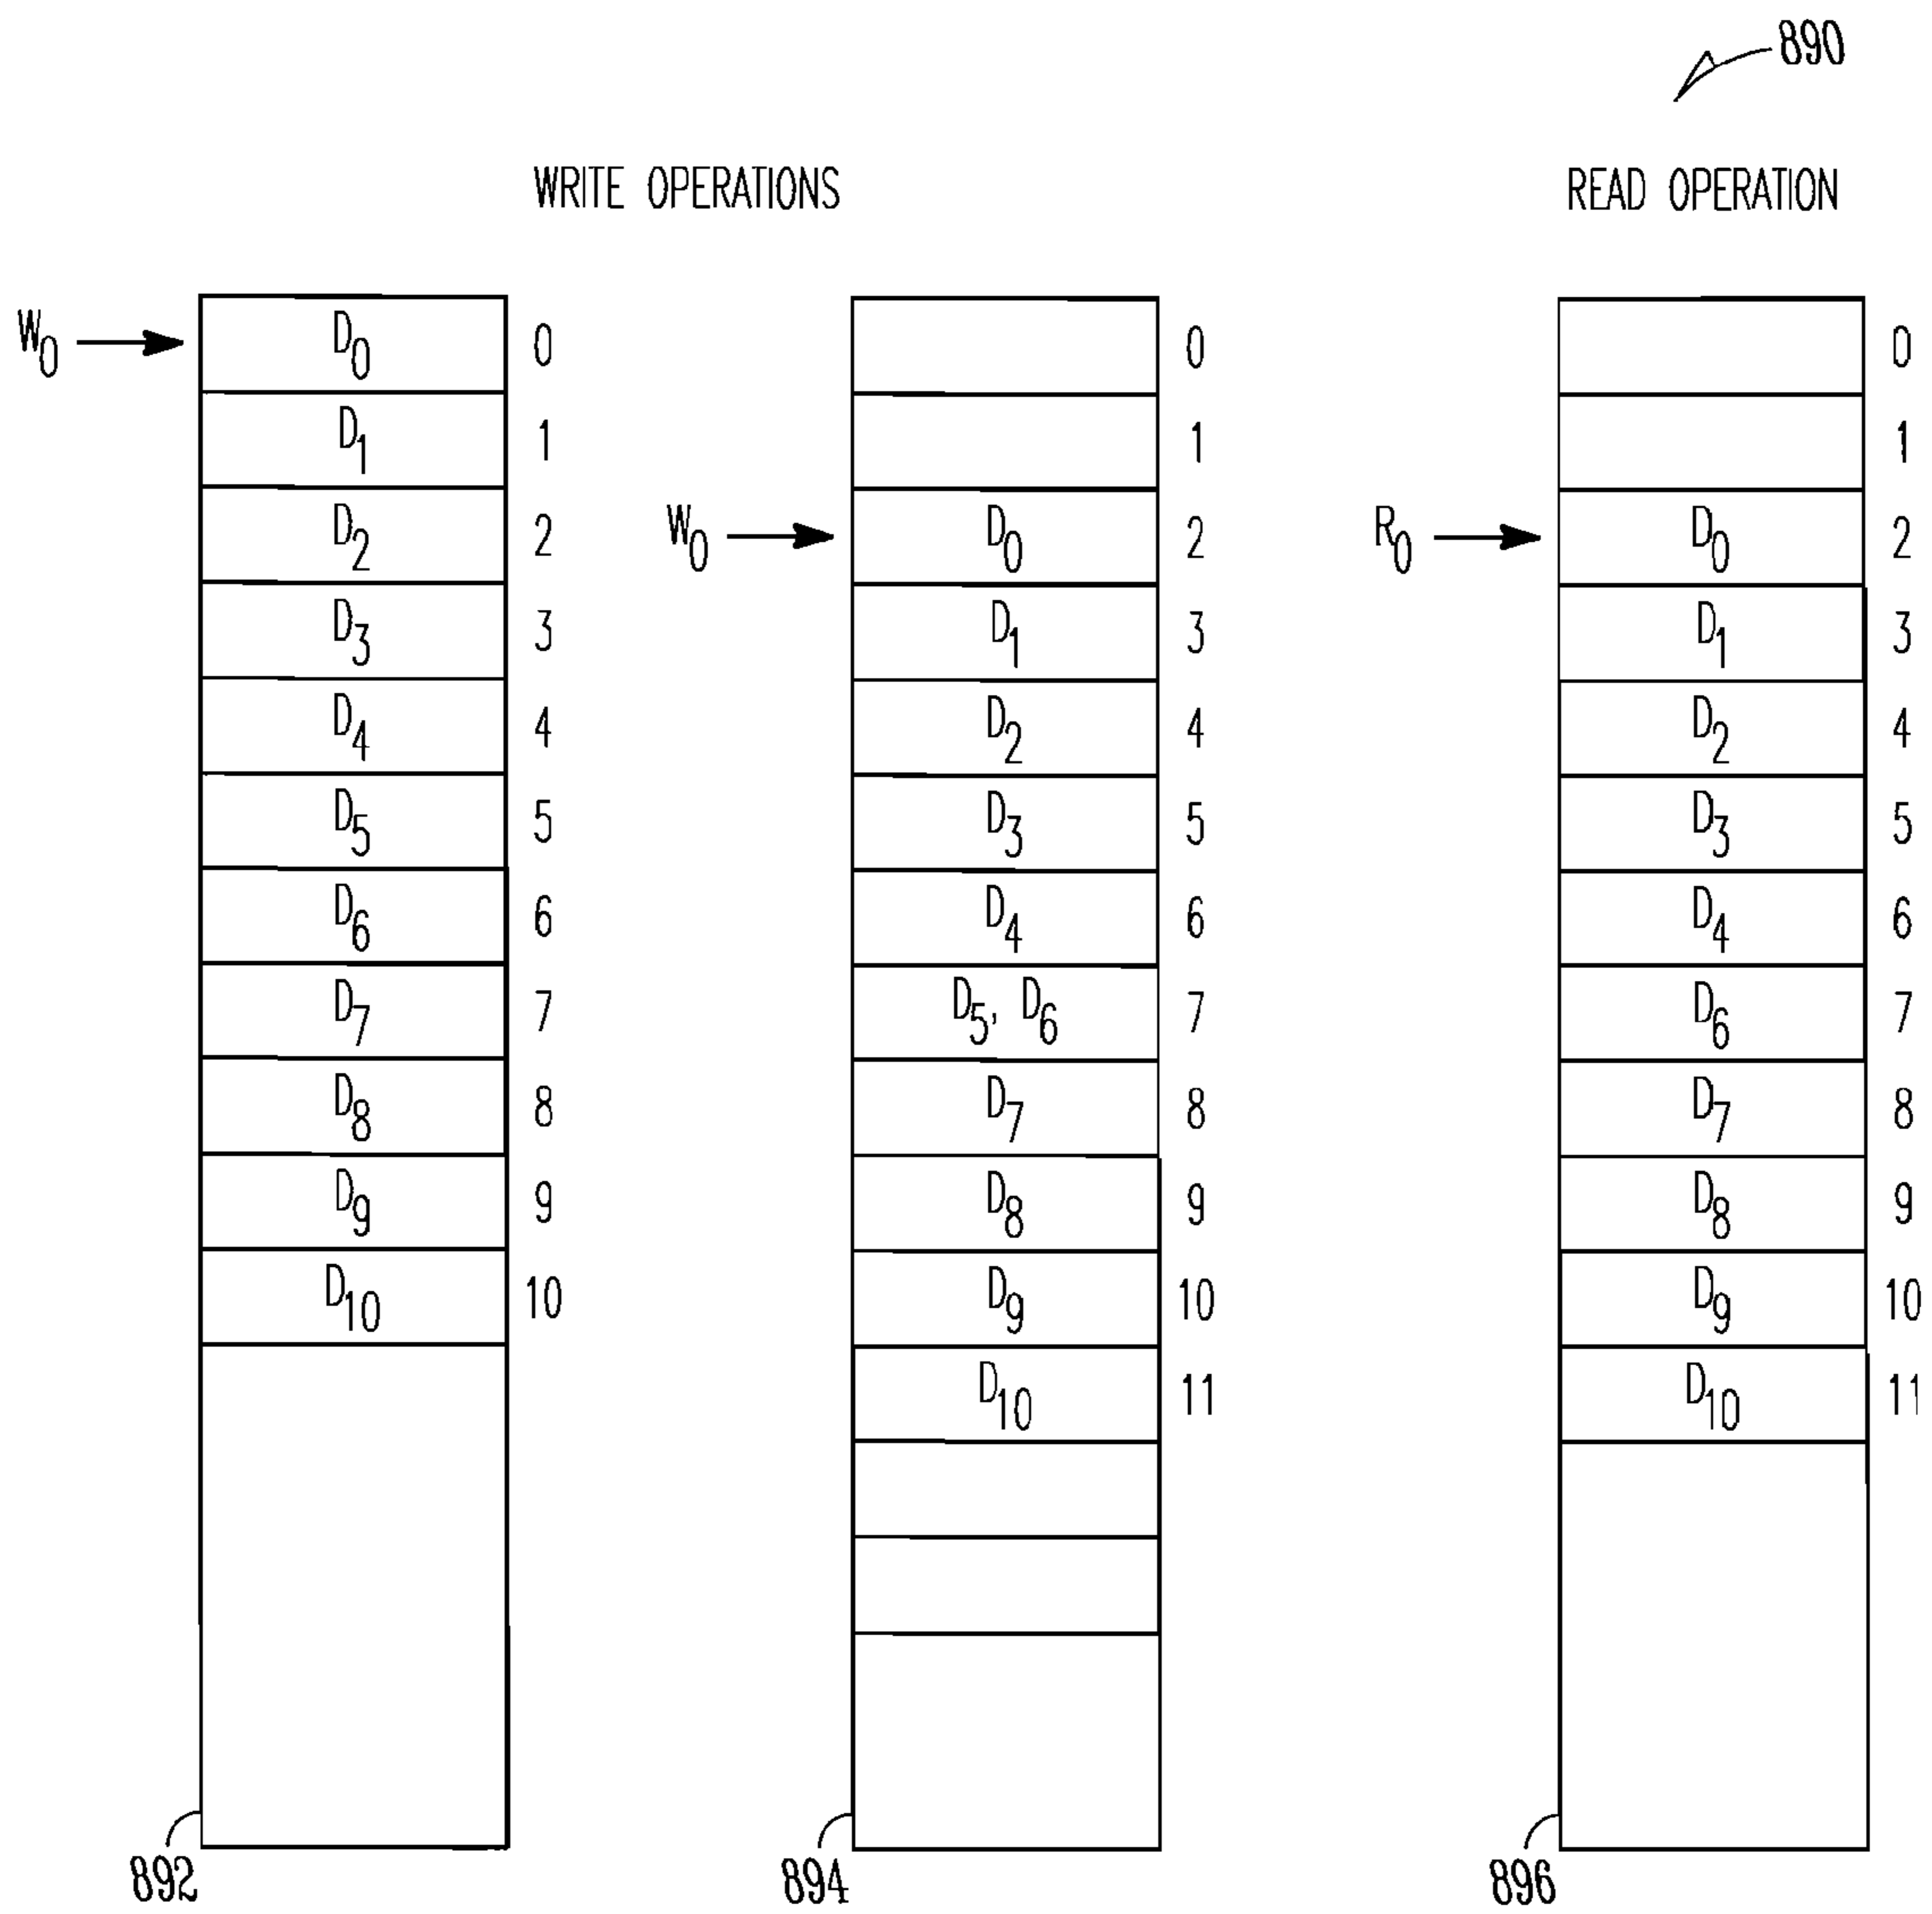 890
WRITE OPERATIONS READ OPERATION
W0 D0 0 0 0
D1 1 1 1
D2 2 W0 D0 2 R0 D0 2
D3 3 D1 3 D1 3
D4 4 D2 4 D2 4
D5 5 D3 5 D3 5
D6 6 D4 6 D4 6
D7 7 D5, D6 7 D6 7
D8 8 D7 8 D7 8
D9 9 D8 9 D8 9
D10 10 D9 10 D9 10
D10 11 D10 11
892 894 896